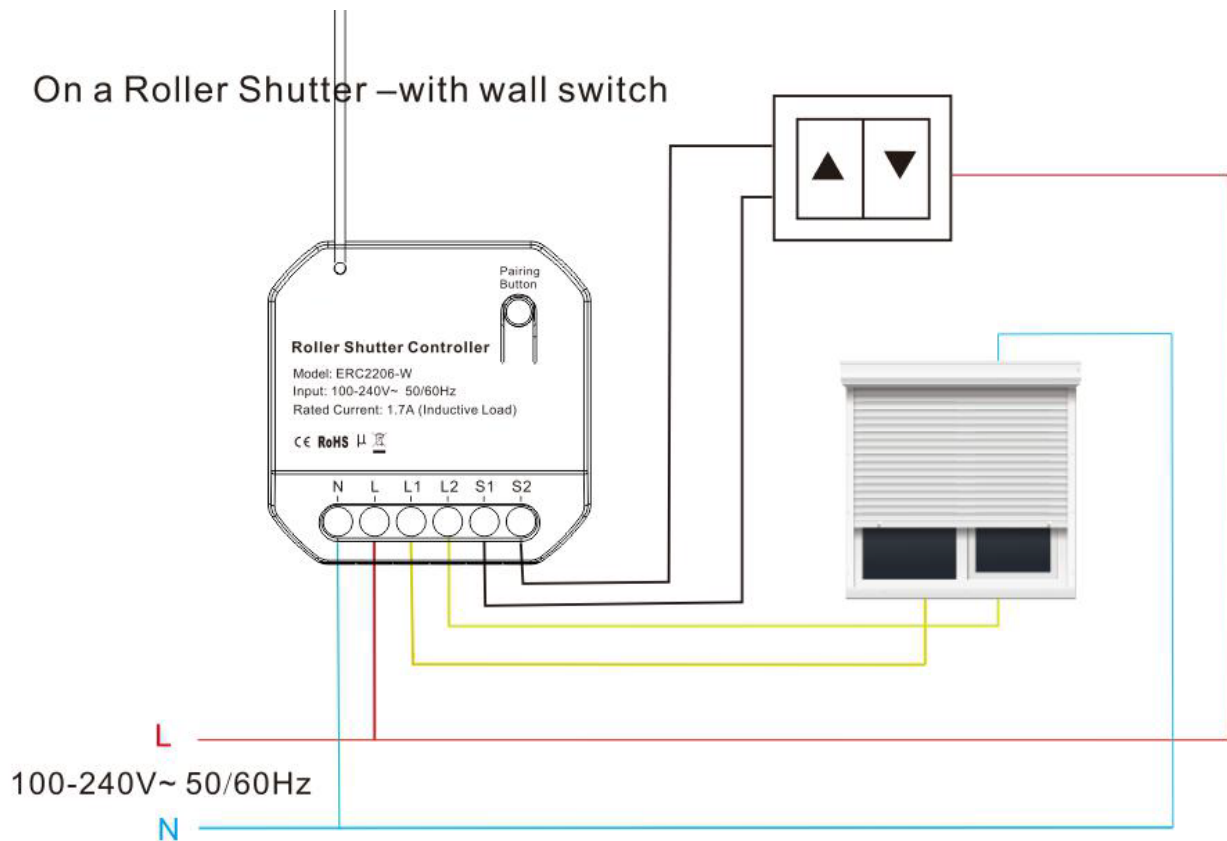 On a Roller Shutter –with wall switch
Pairing
Button
Roller Shutter Controller
Model: ERC2206-W
Input: 100-240V~ 50/60Hz
Rated Current: 1.7A (Inductive Load)
CE RoHS μ
N L L1 L2 S1 S2
L
100-240V~ 50/60Hz
N